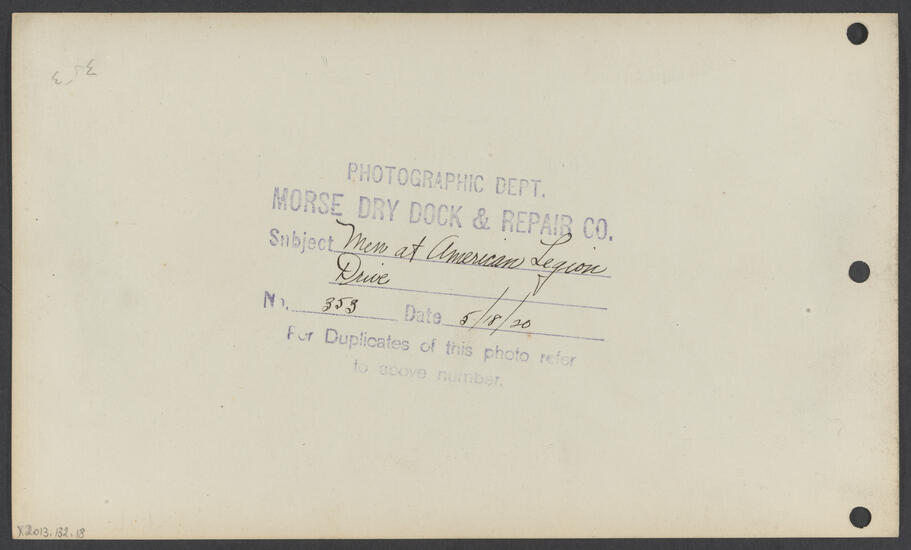 353
PHOTOGRAPHIC DEPT.
MORSE DRY DOCK & REPAIR CO.
Subject Men at American Legion
Drive
No. 353 Date 5/18/20
For Duplicates of this photo refer
to above number.
X2013.132.18